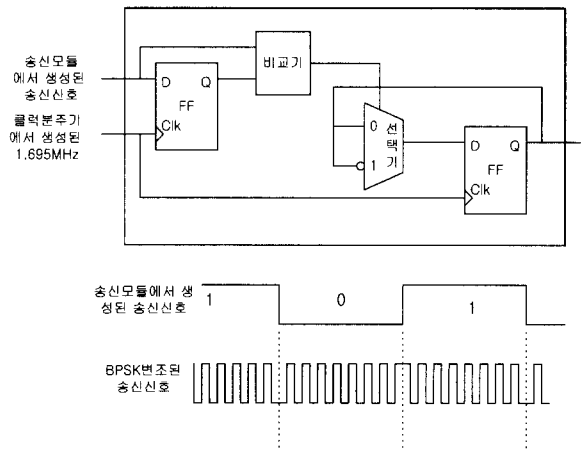 송신모듈
에서 생성된
송신신호
클럭분주기
에서 생성된
1.695MHz
D Q
FF
Clk
비교기
0
1
선택기
D Q
FF
Clk
송신모듈에서 생
성된 송신신호
1
0
1
BPSK변조된
송신신호